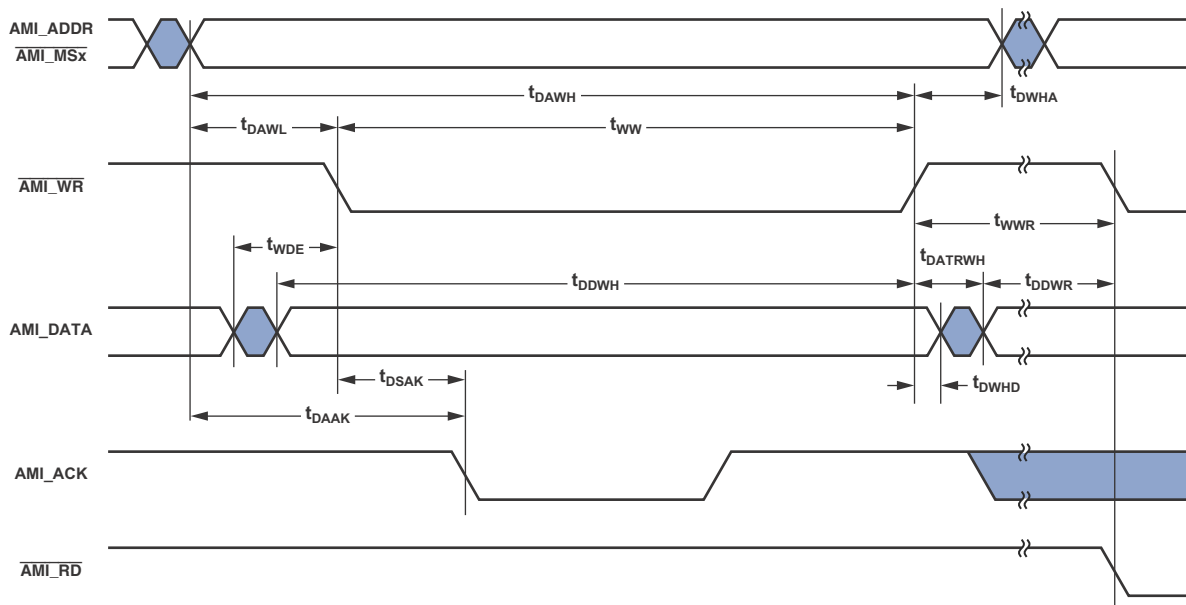 AMI_ADDR
AMI_MSx
tDAWH
tDWHA
tDAWL
tWW
AMI_WR
tWDE
tWWR
tDATRWH
tDDWH
tDDWR
AMI_DATA
tDSAK
tDWHD
tDAAK
AMI_ACK
AMI_RD